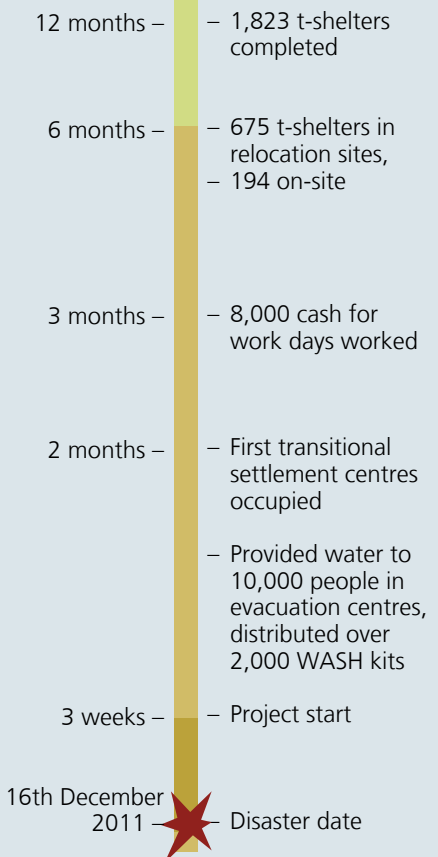 12 months –
– 1,823 t-shelters
completed
6 months –
– 675 t-shelters in
relocation sites,
– 194 on-site
3 months –
– 8,000 cash for
work days worked
2 months –
– First transitional
settlement centres
occupied
– Provided water to
10,000 people in
evacuation centres,
distributed over
2,000 WASH kits
3 weeks –
– Project start
16th December
2011 –
– Disaster date